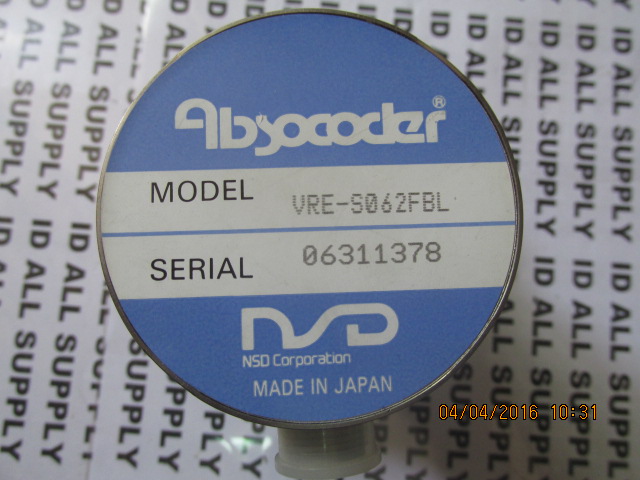 Absocoder®
MODEL VRE-S062FBL
SERIAL 06311378
NSD
NSD Corporation
MADE IN JAPAN
04/04/2016 10:31
ID ALL SUPPLY